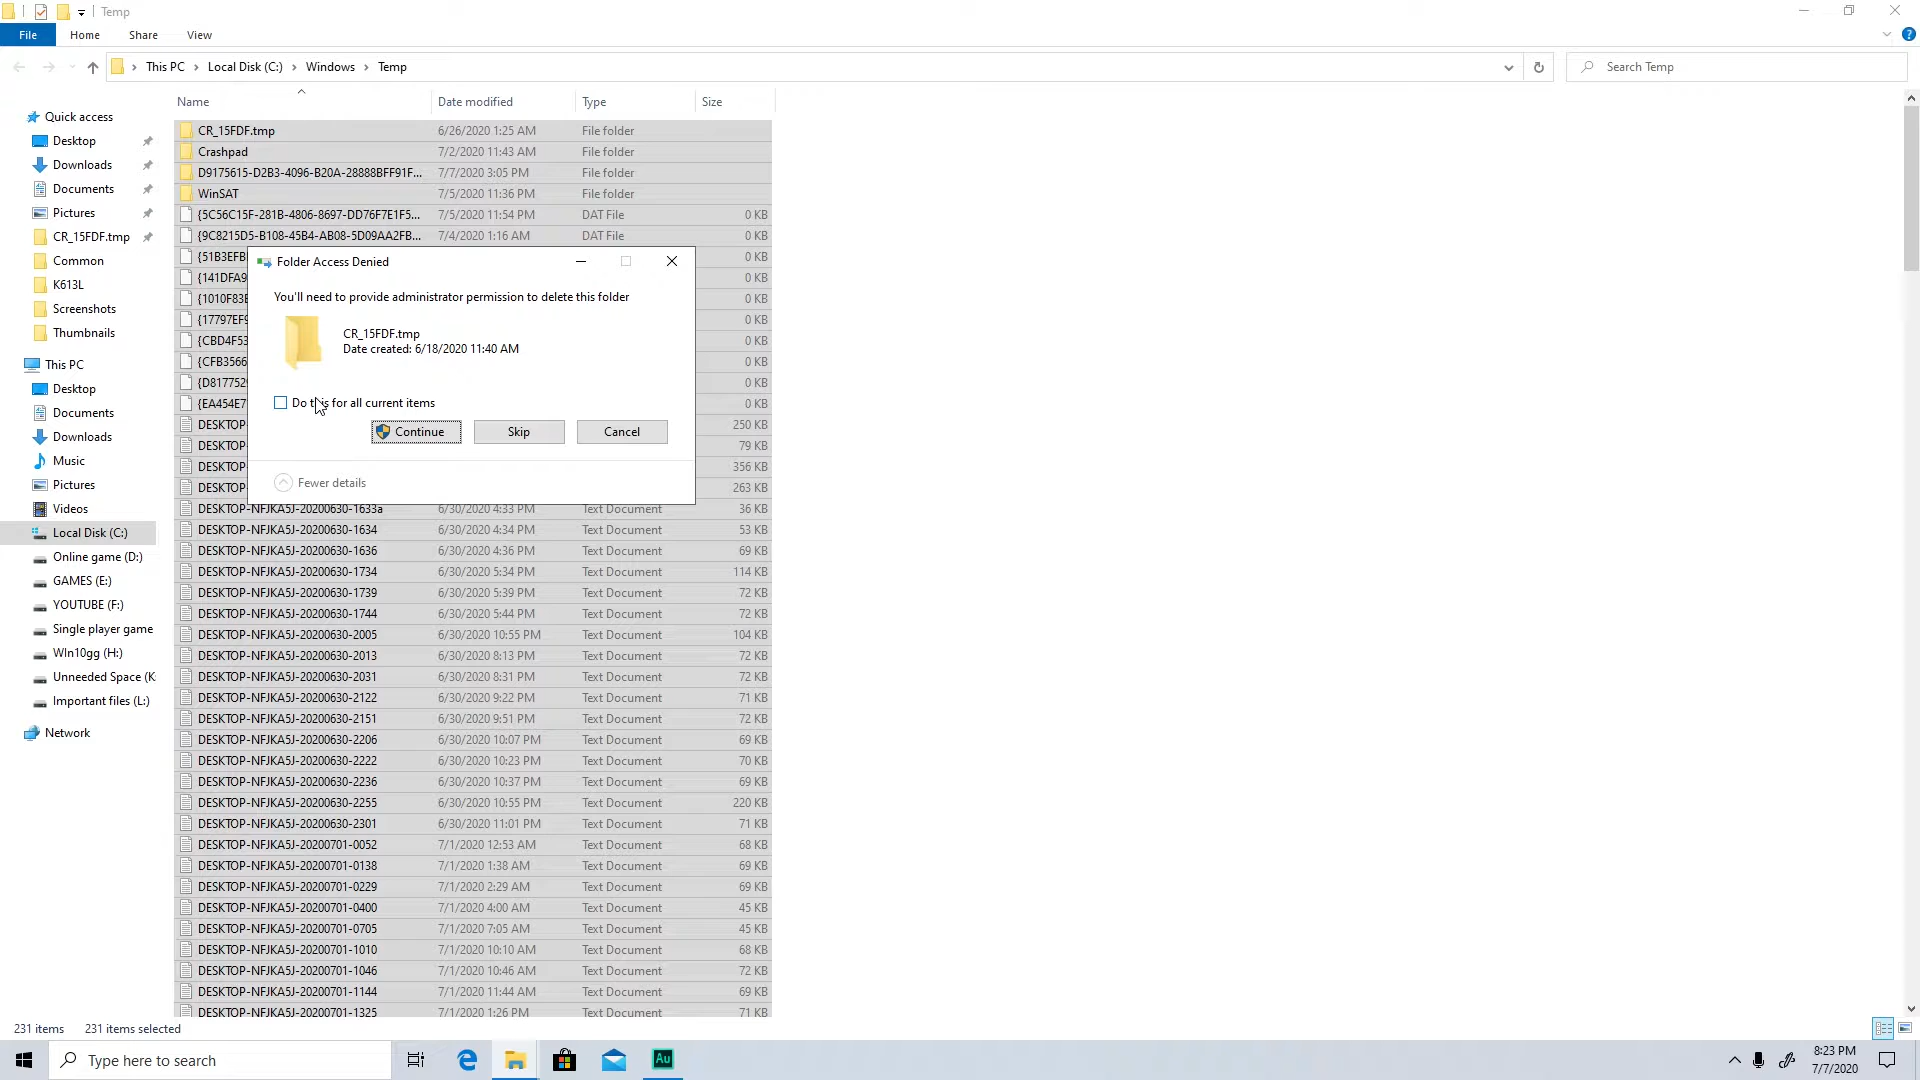 Temp
File Home Share View
This PC > Local Disk (C:) > Windows > Temp
Search Temp
Name Date modified Type Size
Quick access
Desktop
Downloads
Documents
Pictures
CR_15FDF.tmp
Common
K613L
Screenshots
Thumbnails
This PC
Desktop
Documents
Downloads
Music
Pictures
Videos
Local Disk (C:)
Online game (D:)
GAMES (E:)
YOUTUBE (F:)
Single player game
WIn10gg (H:)
Unneeded Space (K
Important files (L:)
Network
CR_15FDF.tmp 6/26/2020 1:25 AM File folder
Crashpad 7/2/2020 11:43 AM File folder
D9175615-D2B3-4096-B20A-28888BFF91F... 7/7/2020 3:05 PM File folder
WinSAT 7/5/2020 11:36 PM File folder
{5C56C15F-281B-4806-8697-DD76F7E1F5... 7/5/2020 11:54 PM DAT File 0 KB
{9C8215D5-B108-45B4-AB08-5D09AA2FB... 7/4/2020 1:16 AM DAT File 0 KB
{51B3EFB 0 KB
{141DFA9 0 KB
{1010F83E 0 KB
{17797EF9 0 KB
{CBD4F53 0 KB
{CFB3566 0 KB
{D817752 0 KB
{EA454E7 0 KB
DESKTOP 250 KB
DESKTOP 79 KB
DESKTOP 356 KB
DESKTOP 263 KB
DESKTOP-NFJKA5J-20200630-1633a 6/30/2020 4:33 PM Text Document 36 KB
DESKTOP-NFJKA5J-20200630-1634 6/30/2020 4:34 PM Text Document 53 KB
DESKTOP-NFJKA5J-20200630-1636 6/30/2020 4:36 PM Text Document 69 KB
DESKTOP-NFJKA5J-20200630-1734 6/30/2020 5:34 PM Text Document 114 KB
DESKTOP-NFJKA5J-20200630-1739 6/30/2020 5:39 PM Text Document 72 KB
DESKTOP-NFJKA5J-20200630-1744 6/30/2020 5:44 PM Text Document 72 KB
DESKTOP-NFJKA5J-20200630-2005 6/30/2020 10:55 PM Text Document 104 KB
DESKTOP-NFJKA5J-20200630-2013 6/30/2020 8:13 PM Text Document 72 KB
DESKTOP-NFJKA5J-20200630-2031 6/30/2020 8:31 PM Text Document 72 KB
DESKTOP-NFJKA5J-20200630-2122 6/30/2020 9:22 PM Text Document 71 KB
DESKTOP-NFJKA5J-20200630-2151 6/30/2020 9:51 PM Text Document 72 KB
DESKTOP-NFJKA5J-20200630-2206 6/30/2020 10:07 PM Text Document 69 KB
DESKTOP-NFJKA5J-20200630-2222 6/30/2020 10:23 PM Text Document 70 KB
DESKTOP-NFJKA5J-20200630-2236 6/30/2020 10:37 PM Text Document 69 KB
DESKTOP-NFJKA5J-20200630-2255 6/30/2020 10:55 PM Text Document 220 KB
DESKTOP-NFJKA5J-20200630-2301 6/30/2020 11:01 PM Text Document 71 KB
DESKTOP-NFJKA5J-20200701-0052 7/1/2020 12:53 AM Text Document 68 KB
DESKTOP-NFJKA5J-20200701-0138 7/1/2020 1:38 AM Text Document 69 KB
DESKTOP-NFJKA5J-20200701-0229 7/1/2020 2:29 AM Text Document 69 KB
DESKTOP-NFJKA5J-20200701-0400 7/1/2020 4:00 AM Text Document 45 KB
DESKTOP-NFJKA5J-20200701-0705 7/1/2020 7:05 AM Text Document 45 KB
DESKTOP-NFJKA5J-20200701-1010 7/1/2020 10:10 AM Text Document 68 KB
DESKTOP-NFJKA5J-20200701-1046 7/1/2020 10:46 AM Text Document 72 KB
DESKTOP-NFJKA5J-20200701-1144 7/1/2020 11:44 AM Text Document 69 KB
DESKTOP-NFJKA5J-20200701-1325 7/1/2020 1:26 PM Text Document 71 KB
Folder Access Denied
You'll need to provide administrator permission to delete this folder
CR_15FDF.tmp
Date created: 6/18/2020 11:40 AM
Do this for all current items
Continue Skip Cancel
Fewer details
231 items 231 items selected
Type here to search
Au
8:23 PM
7/7/2020